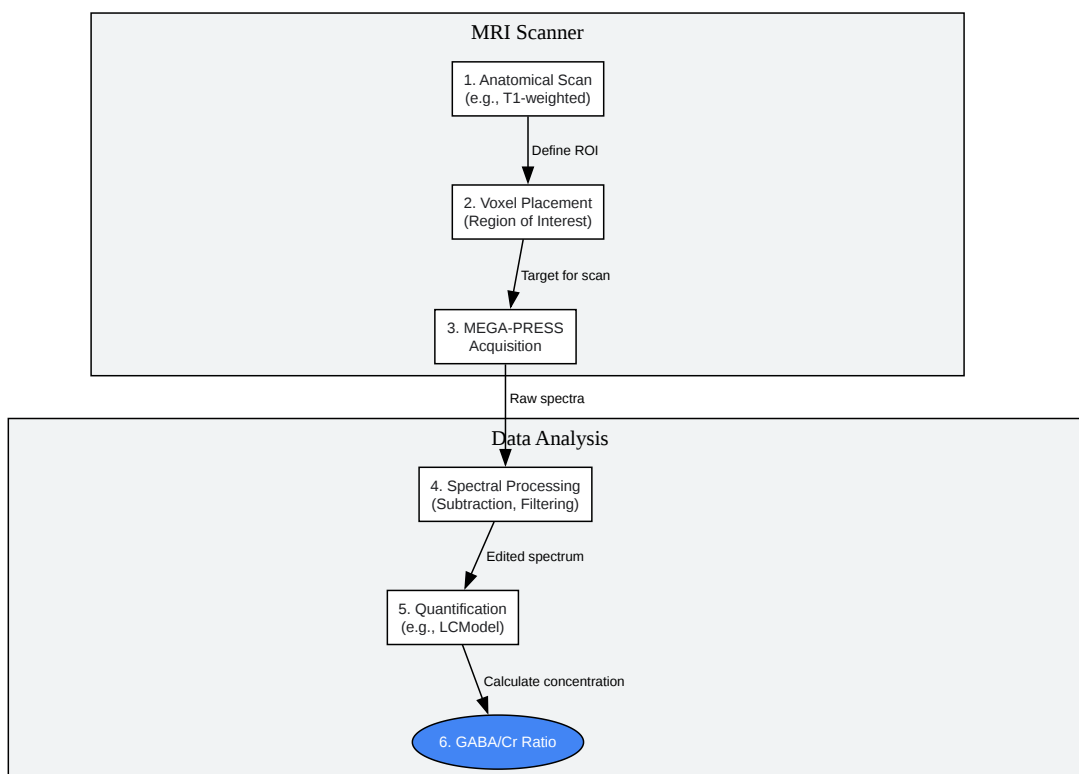 MRI Scanner
1. Anatomical Scan
(e.g., T1-weighted)
Define ROI
2. Voxel Placement
(Region of Interest)
Target for scan
3. MEGA-PRESS
Acquisition
Raw spectra
Data Analysis
4. Spectral Processing
(Subtraction, Filtering)
Edited spectrum
5. Quantification
(e.g., LCModel)
Calculate concentration
6. GABA/Cr Ratio